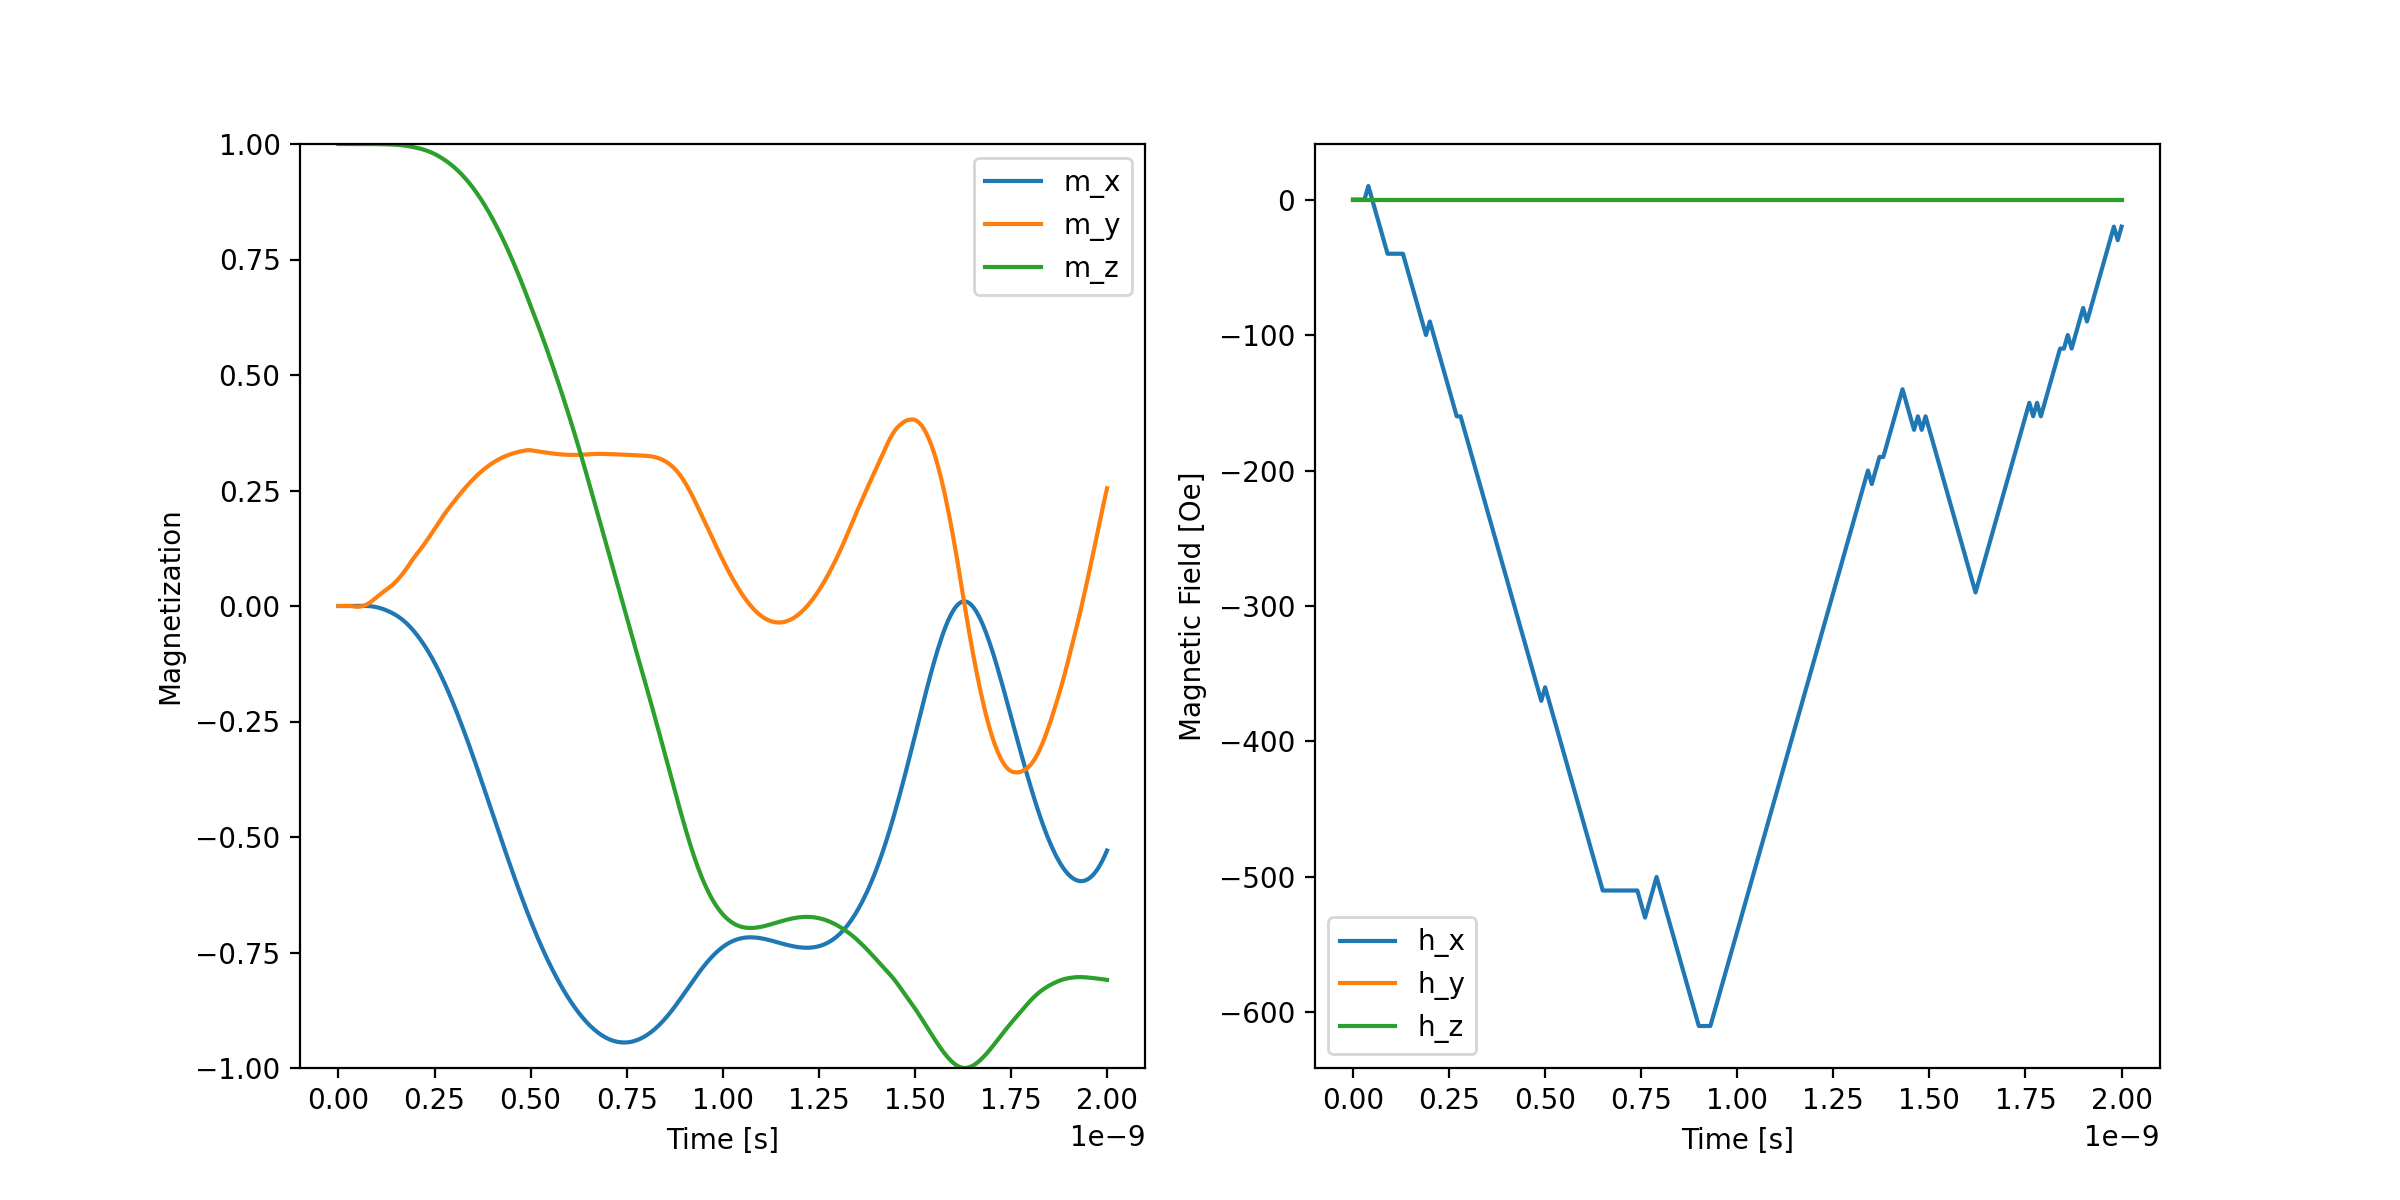 Magnetization
1.00
0.75
0.50
0.25
0.00
−0.25
−0.50
−0.75
−1.00
m_x
m_y
m_z
0.00 0.25 0.50 0.75 1.00 1.25 1.50 1.75 2.00
Time [s]
1e−9
Magnetic Field [Oe]
0
−100
−200
−300
−400
−500
−600
h_x
h_y
h_z
0.00 0.25 0.50 0.75 1.00 1.25 1.50 1.75 2.00
Time [s]
1e−9